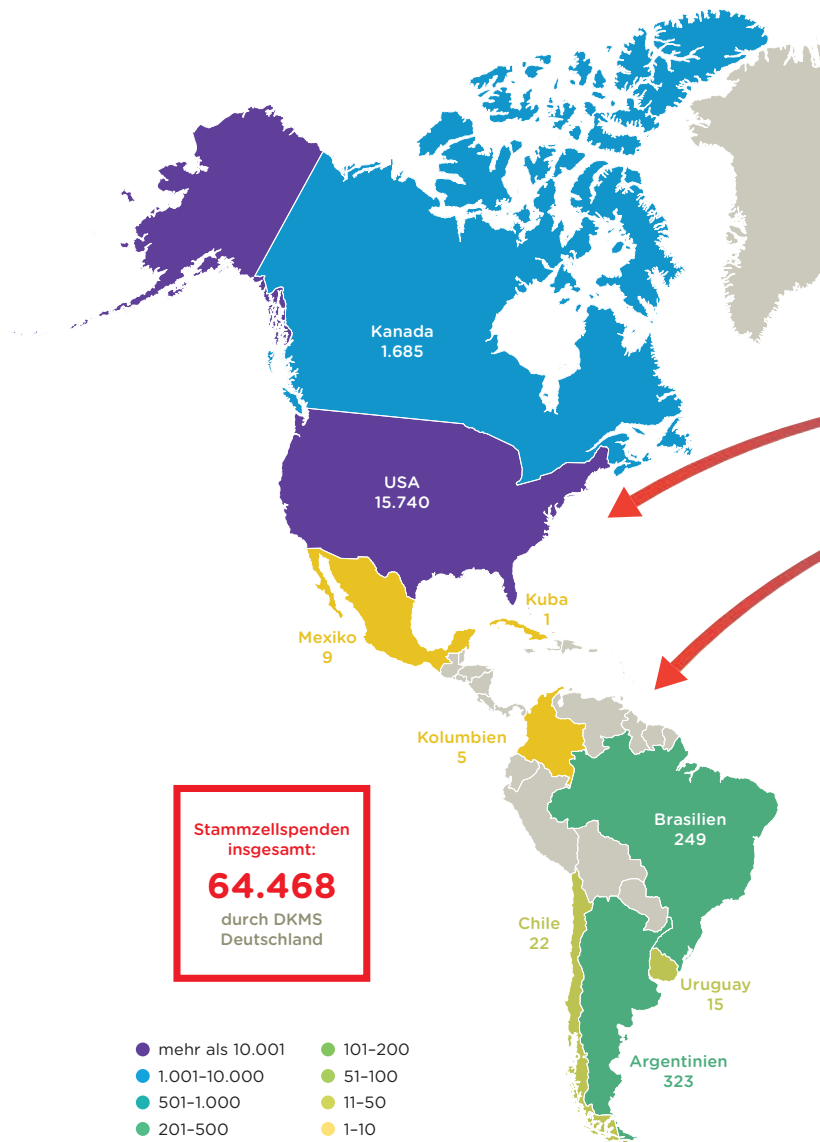 Kanada
1.685
USA
15.740
Kuba
1
Mexiko
9
Kolumbien
5
Stammzellspenden
insgesamt:
64.468
durch DKMS
Deutschland
Brasilien
249
Chile
22
Uruguay
15
Argentinien
323
mehr als 10.001
1.001–10.000
501–1.000
201–500
101–200
51–100
11–50
1–10